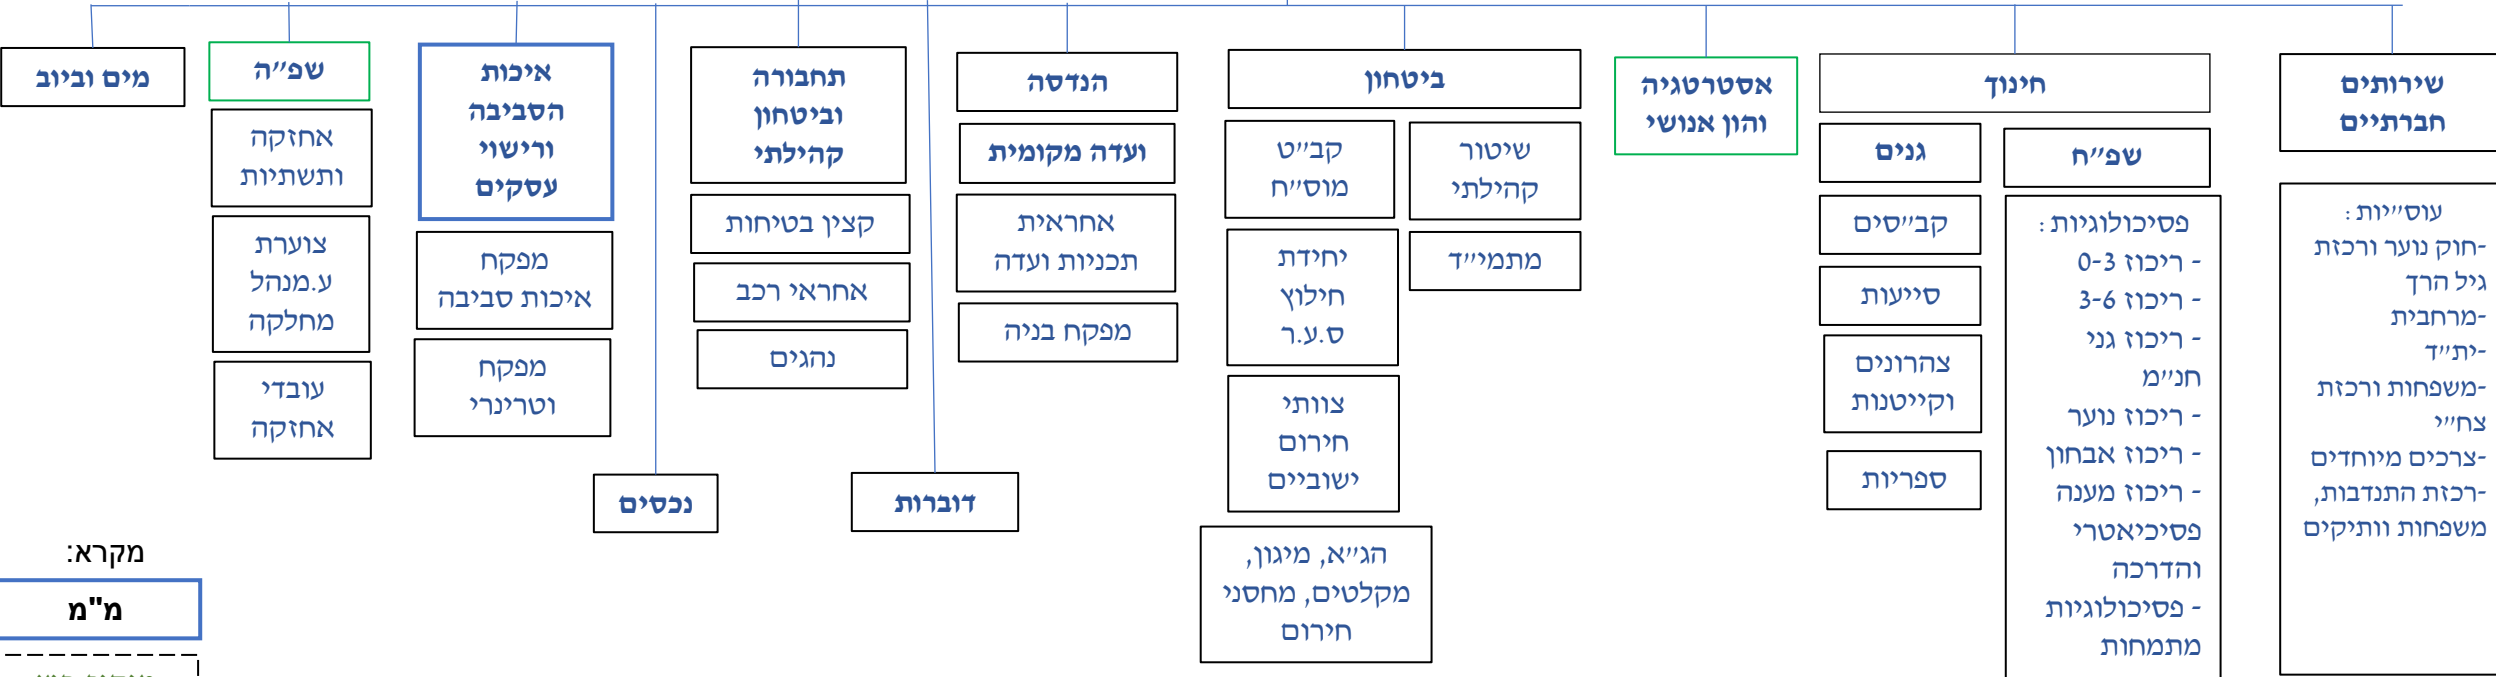 שירותים
חברתיים
עוס״יות:
-חוק נוער ורכזת
גיל הרך
-מרחבית
-ית״ד
-משפחות ורכזת
צח״י
-צרכים מיוחדים
-רכזת התנדבות,
משפחות וותיקים
חינוך
שפ״ח
פסיכולוגיות:
- ריכוז 0-3
- ריכוז 3-6
- ריכוז גני
חנ״מ
- ריכוז נוער
- ריכוז אבחון
- ריכוז מענה
פסיכיאטרי
והדרכה
- פסיכולוגיות
מתמחות
גנים
קב״סים
סייעות
צהרונים
וקייטנות
ספריות
אסטרטגיה
והון אנושי
ביטחון
שיטור
קהילתי
מתמי״ד
קב״ט
מוס״ח
יחידת
חילוץ
ס.ע.ר
צוותי
חירום
ישוביים
הג״א, מיגון,
מקלטים, מחסני
חירום
הנדסה
ועדה מקומית
אחראית
תכניות ועדה
מפקח בניה
דוברות
תחבורה
וביטחון
קהילתי
קצין בטיחות
אחראי רכב
נהגים
נכסים
איכות
הסביבה
ורישוי
עסקים
מפקח
איכות סביבה
מפקח
וטרינרי
שפ״ה
אחזקה
ותשתיות
צוערת
ע.מנהל
מחלקה
עובדי
אחזקה
מים וביוב
מקרא:
מ"מ